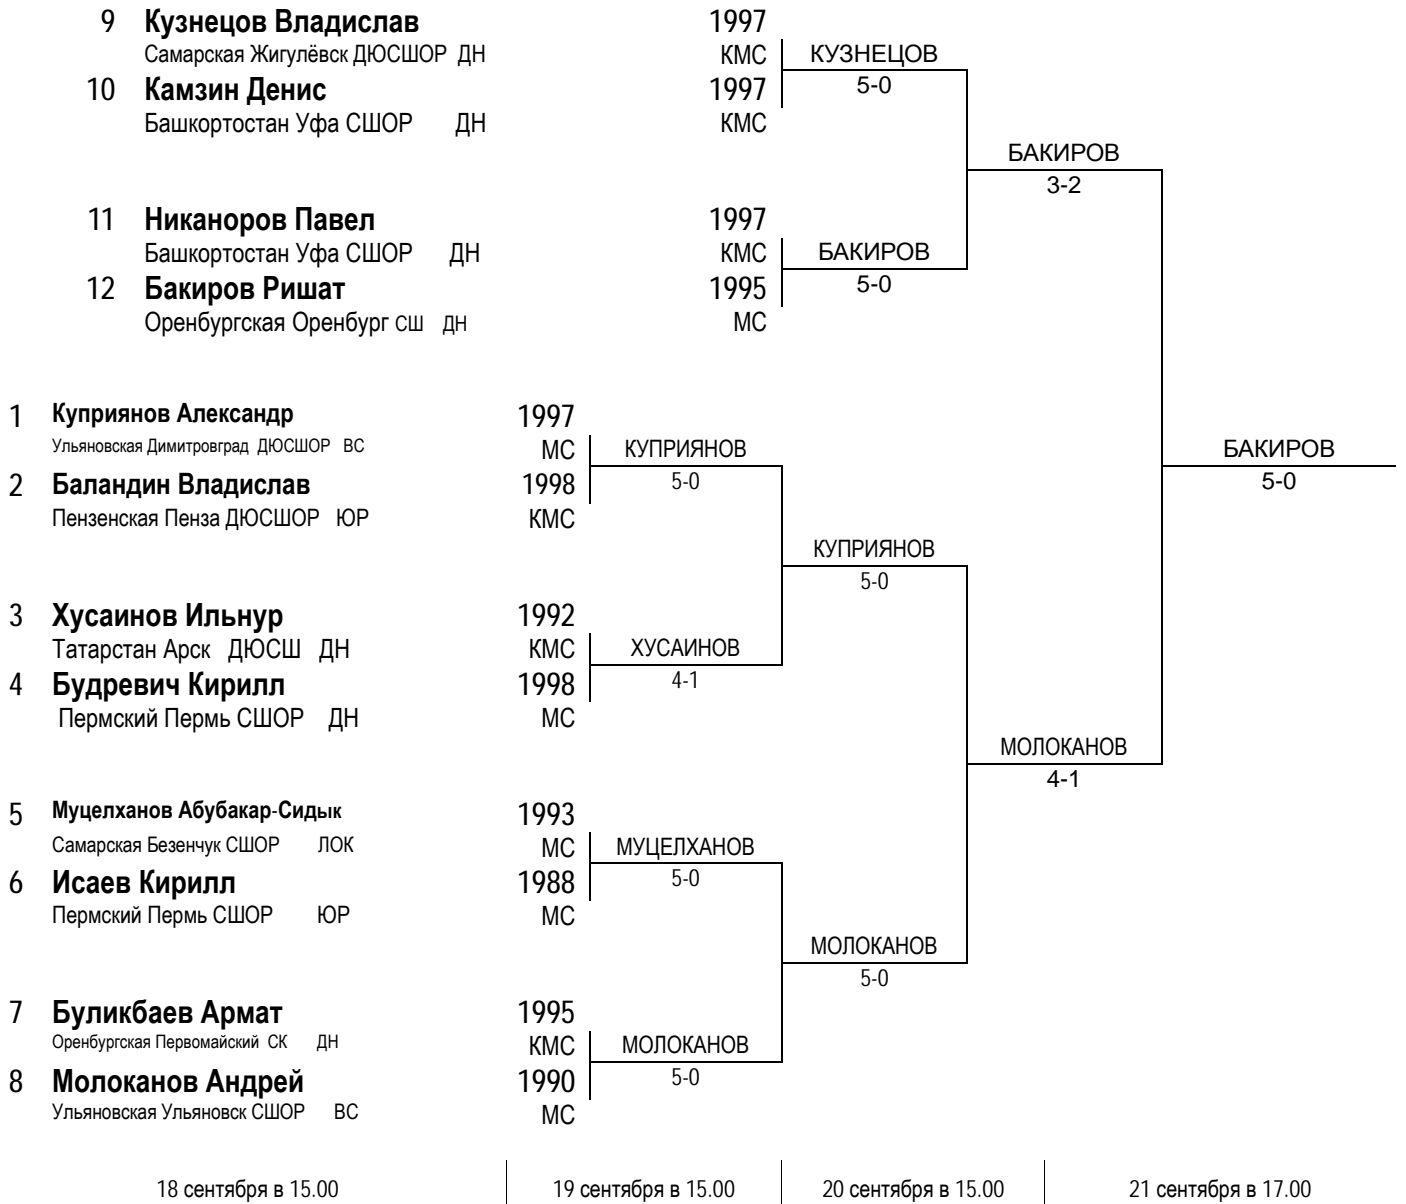 9 Кузнецов Владислав 1997
Самарская Жигулёвск ДЮСШОР ДН КМС КУЗНЕЦОВ
10 Камзин Денис 1997 5-0
Башкортостан Уфа СШОР ДН КМС
БАКИРОВ
3-2
11 Никаноров Павел 1997
Башкортостан Уфа СШОР ДН КМС БАКИРОВ
12 Бакиров Ришат 1995 5-0
Оренбургская Оренбург СШ ДН МС
1 Куприянов Александр 1997
Ульяновская Димитровград ДЮСШОР ВС МС КУПРИЯНОВ БАКИРОВ
2 Баландин Владислав 1998 5-0 5-0
Пензенская Пенза ДЮСШОР ЮР КМС
КУПРИЯНОВ
5-0
3 Хусаинов Ильнур 1992
Татарстан Арск ДЮСШ ДН КМС ХУСАИНОВ
4 Будревич Кирилл 1998 4-1
Пермский Пермь СШОР ДН МС
МОЛОКАНОВ
4-1
5 Муцелханов Абубакар-Сидык 1993
Самарская Безенчук СШОР ЛОК МС МУЦЕЛХАНОВ
6 Исаев Кирилл 1988 5-0
Пермский Пермь СШОР ЮР МС
МОЛОКАНОВ
5-0
7 Буликбаев Армат 1995
Оренбургская Первомайский СК ДН КМС МОЛОКАНОВ
8 Молоканов Андрей 1990 5-0
Ульяновская Ульяновск СШОР ВС МС
18 сентября в 15.00 19 сентября в 15.00 20 сентября в 15.00 21 сентября в 17.00